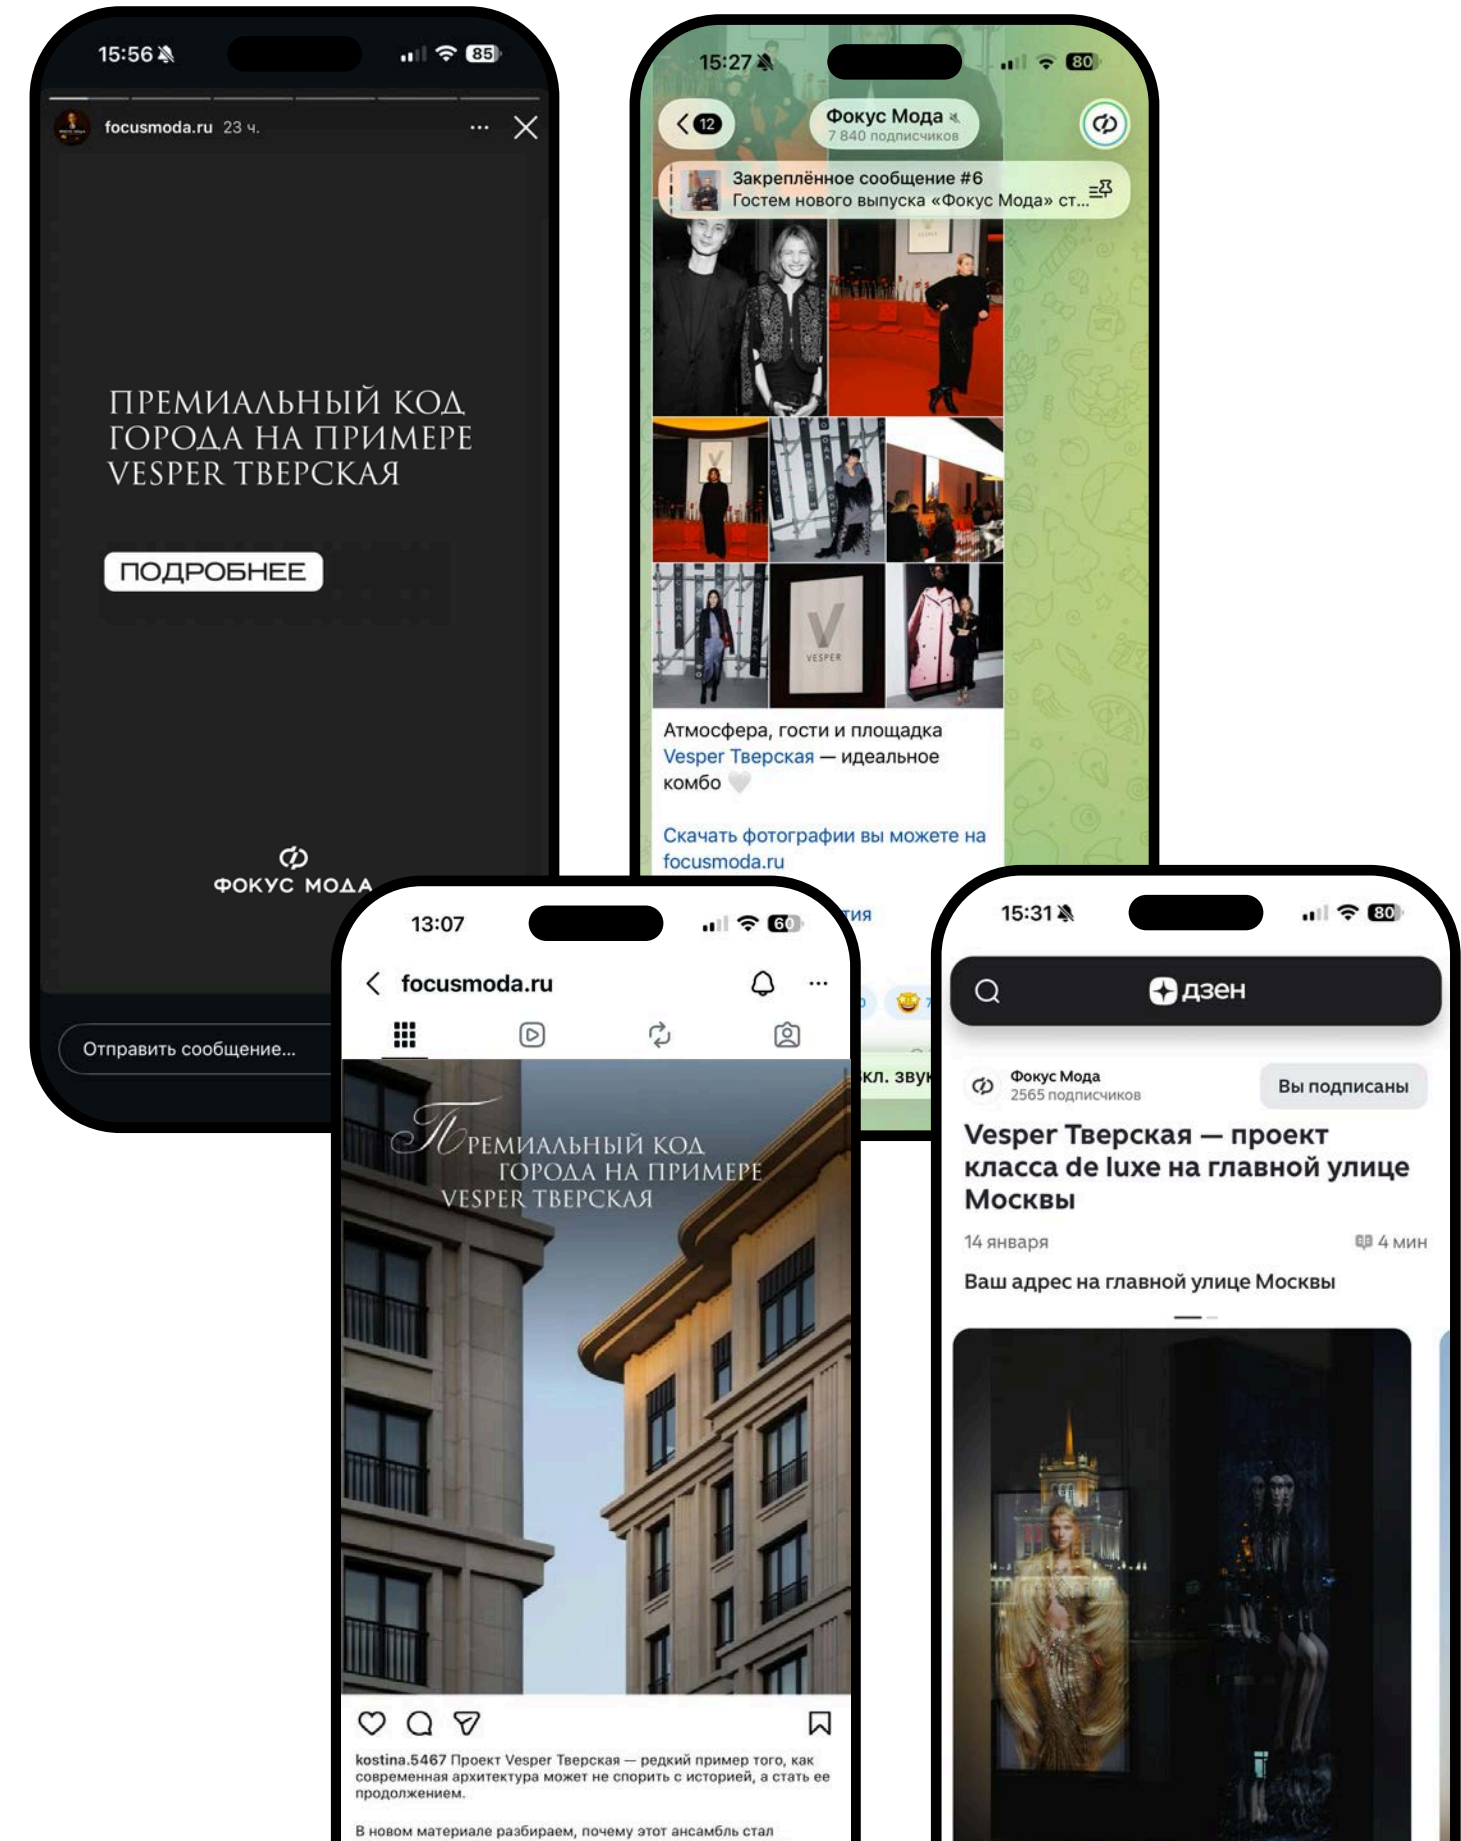 15:56
85
focusmoda.ru 23 ч.
ПРЕМИАЛЬНЫЙ КОД
ГОРОДА НА ПРИМЕРЕ
VESPER ТВЕРСКАЯ
ПОДРОБНЕЕ
ФОКУС МОДА
Отправить сообщение...
15:27
80
12
Фокус Мода
7 840 подписчиков
Закреплённое сообщение #6
Гостем нового выпуска «Фокус Мода» ст...
VESPER
Атмосфера, гости и площадка
Vesper Тверская — идеальное
комбо 🤍
Скачать фотографии вы можете на
focusmoda.ru
тия
кл. звук
13:07
60
focusmoda.ru
ПРЕМИАЛЬНЫЙ КОД
ГОРОДА НА ПРИМЕРЕ
VESPER ТВЕРСКАЯ
kostina.5467 Проект Vesper Тверская — редкий пример того, как
современная архитектура может не спорить с историей, а стать ее
продолжением.
В новом материале разбираем, почему этот ансамбль стал
15:31
80
дзен
Фокус Мода
2565 подписчиков
Вы подписаны
Vesper Тверская — проект
класса de luxe на главной улице
Москвы
14 января
4 мин
Ваш адрес на главной улице Москвы